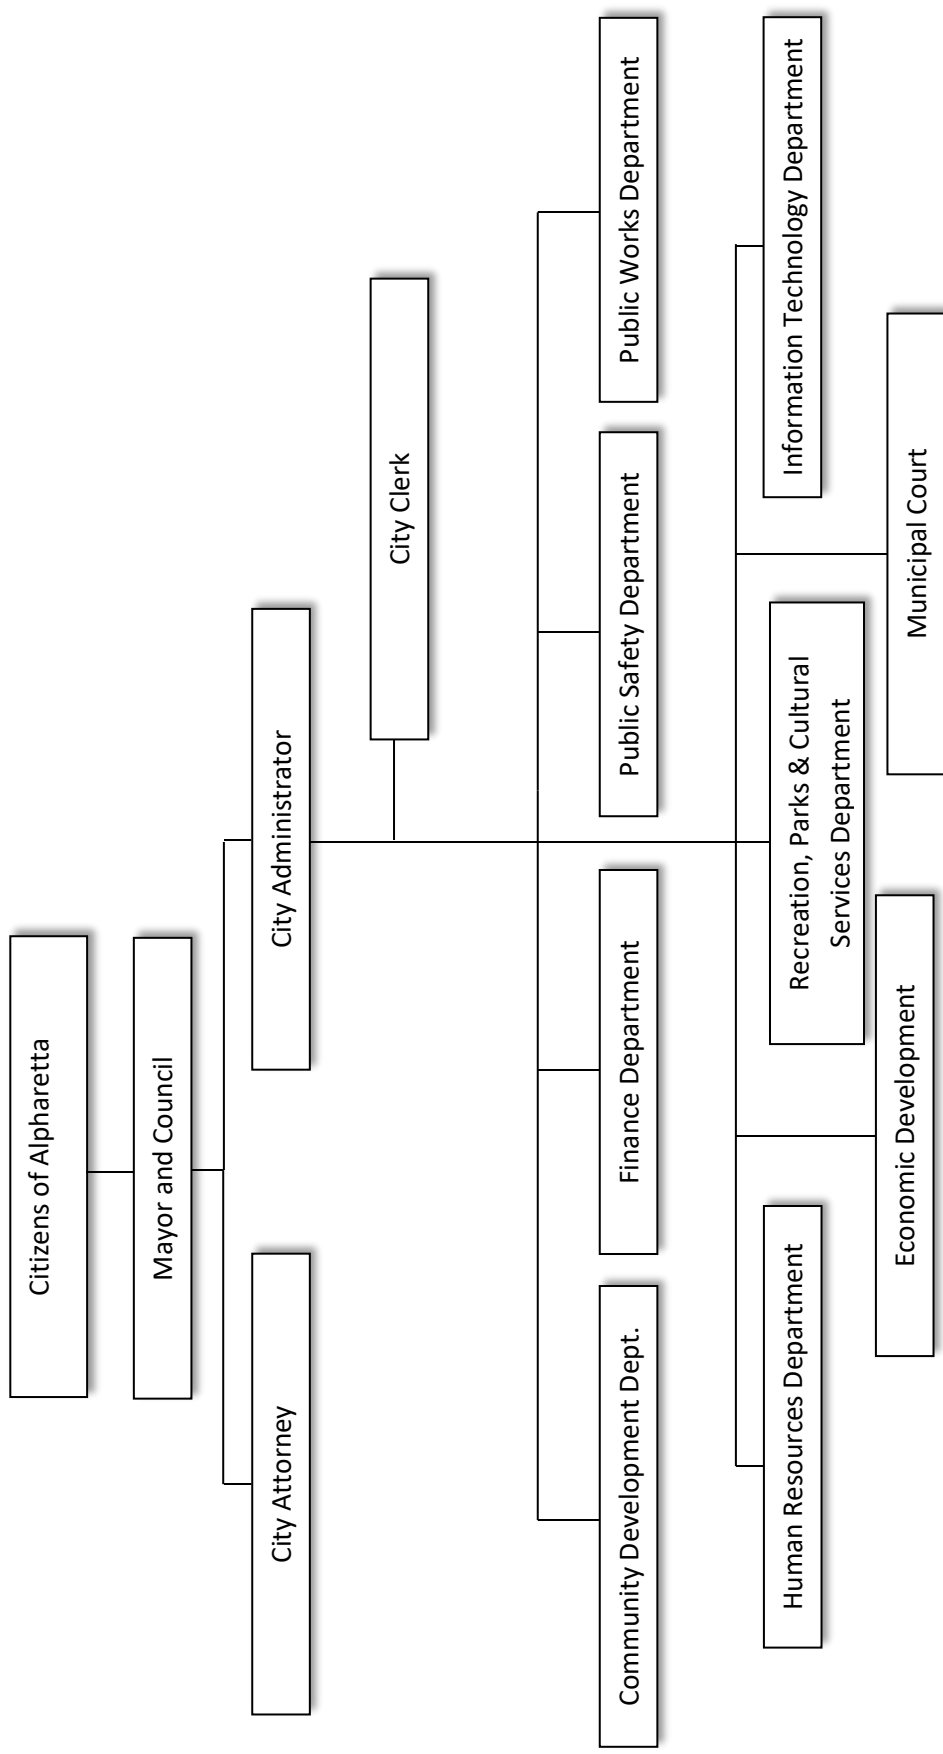 Citizens of Alpharetta
Mayor and Council
City Attorney
City Administrator
City Clerk
Community Development Dept.
Finance Department
Public Safety Department
Public Works Department
Human Resources Department
Economic Development
Recreation, Parks & Cultural
Services Department
Municipal Court
Information Technology Department